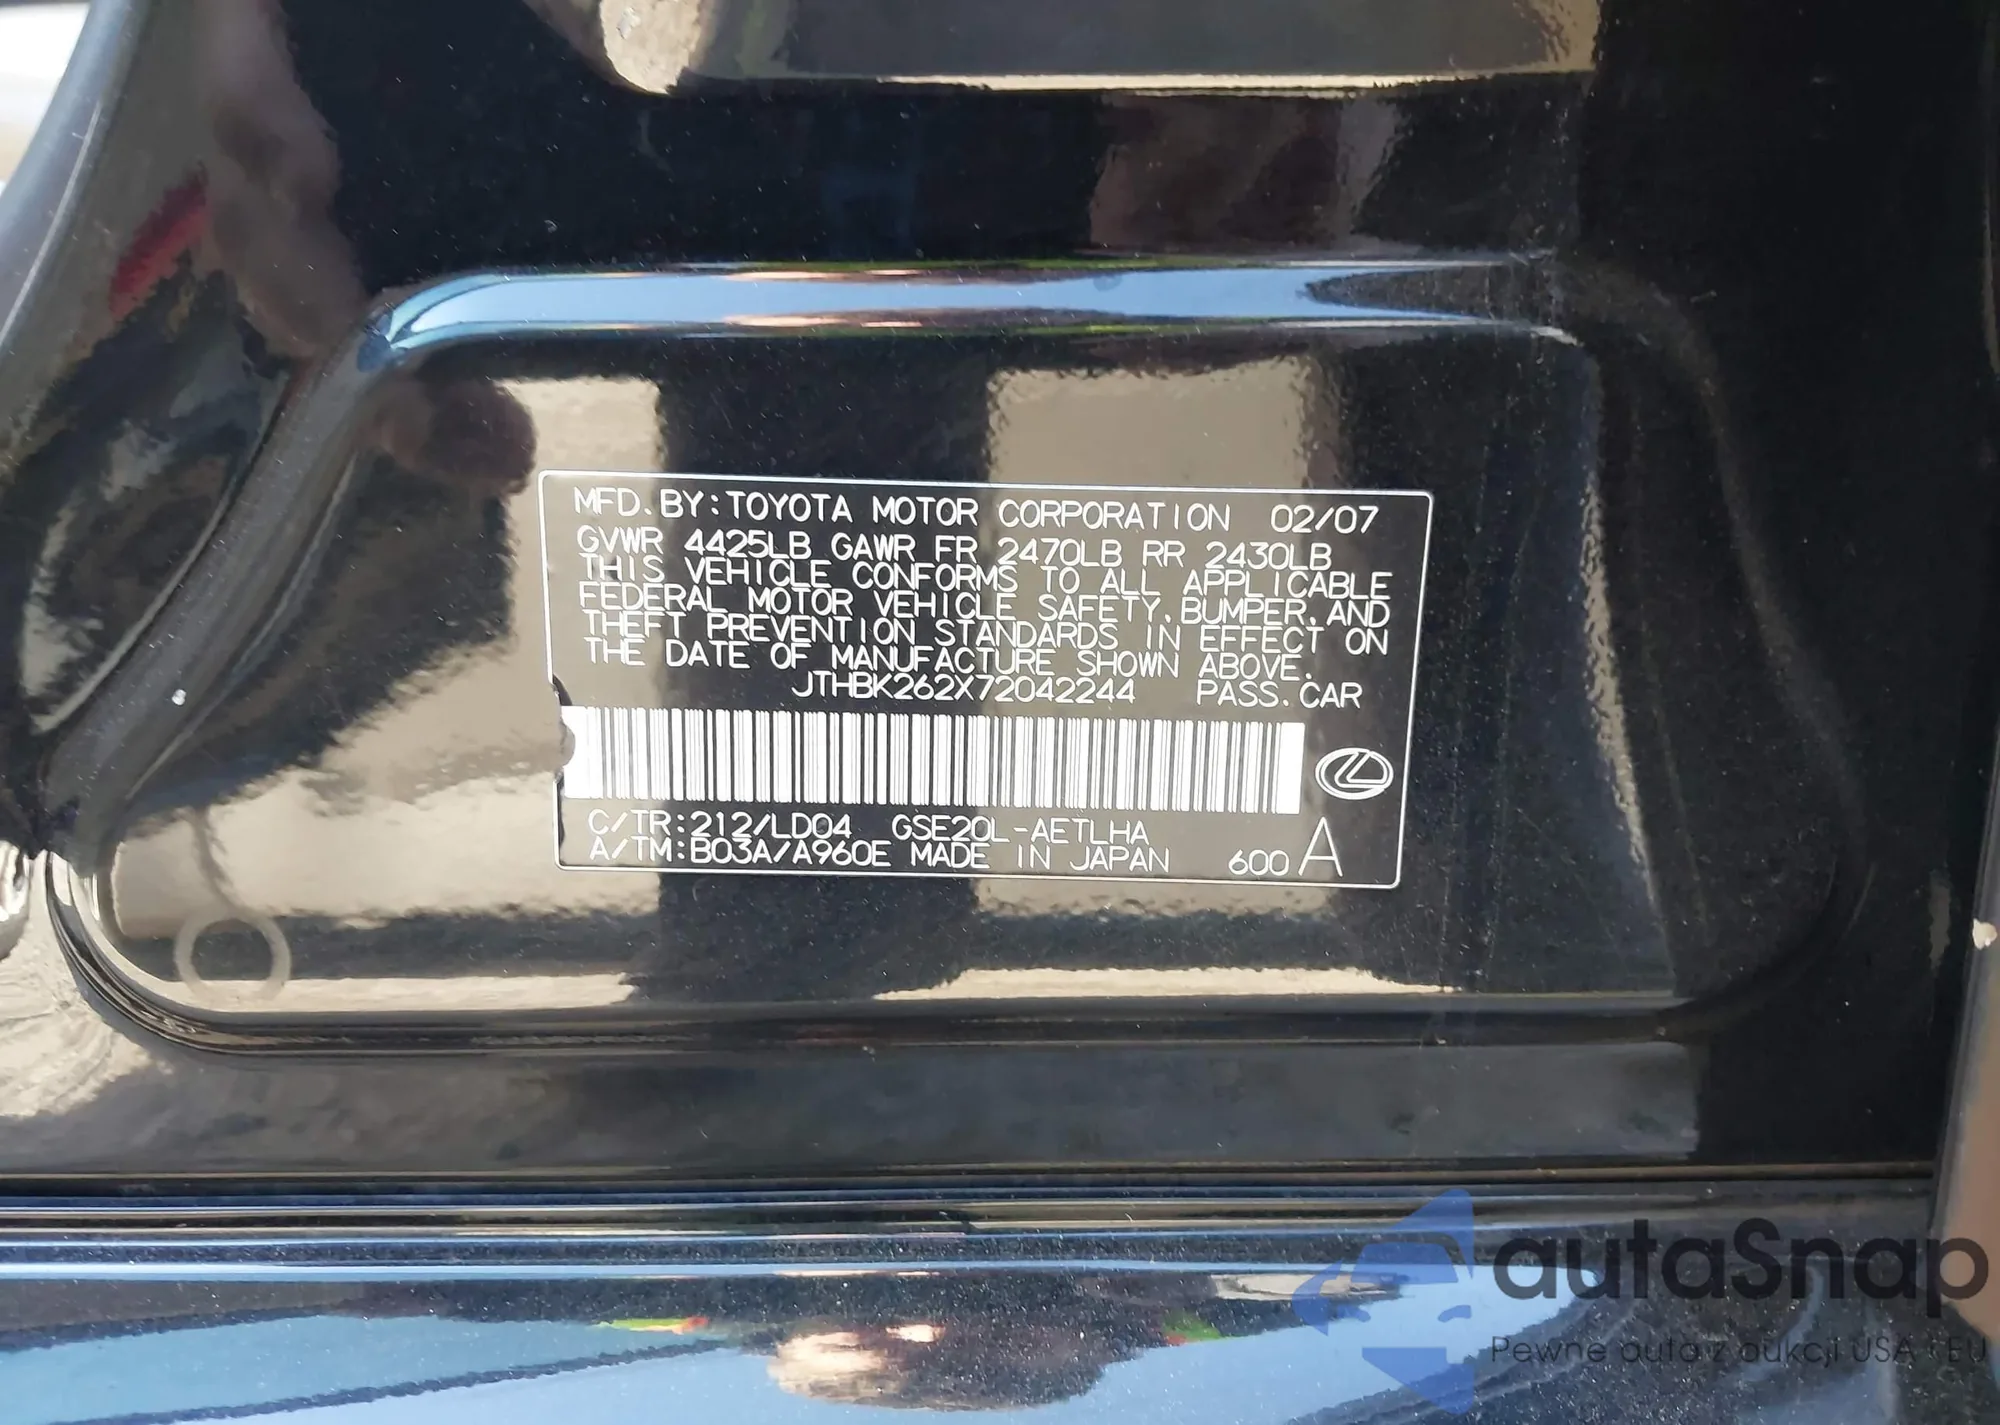 MFD. BY: TOYOTA MOTOR CORPORATION 02/07
GVWR 4425LB GAWR FR 2470LB RR 2430LB
THIS VEHICLE CONFORMS TO ALL APPLICABLE
FEDERAL MOTOR VEHICLE SAFETY, BUMPER, AND
THEFT PREVENTION STANDARDS IN EFFECT ON
THE DATE OF MANUFACTURE SHOWN ABOVE.
JTHBK262X72042244 PASS. CAR
C/TR: 212/LD04 GSE20L-AETLHA
A/TM: B03A/A960E MADE IN JAPAN 600 A
autaSnap
Pewne auta z aukcji USA i EU